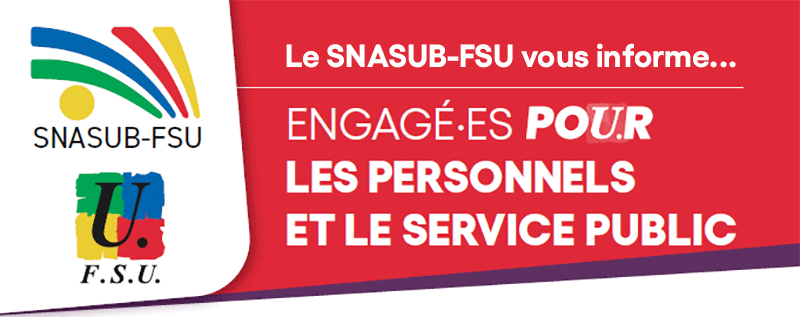 SNASUB-FSU
U.
F.S.U.
Le SNASUB-FSU vous informe...
ENGAGÉ·ES POU.R
LES PERSONNELS
ET LE SERVICE PUBLIC